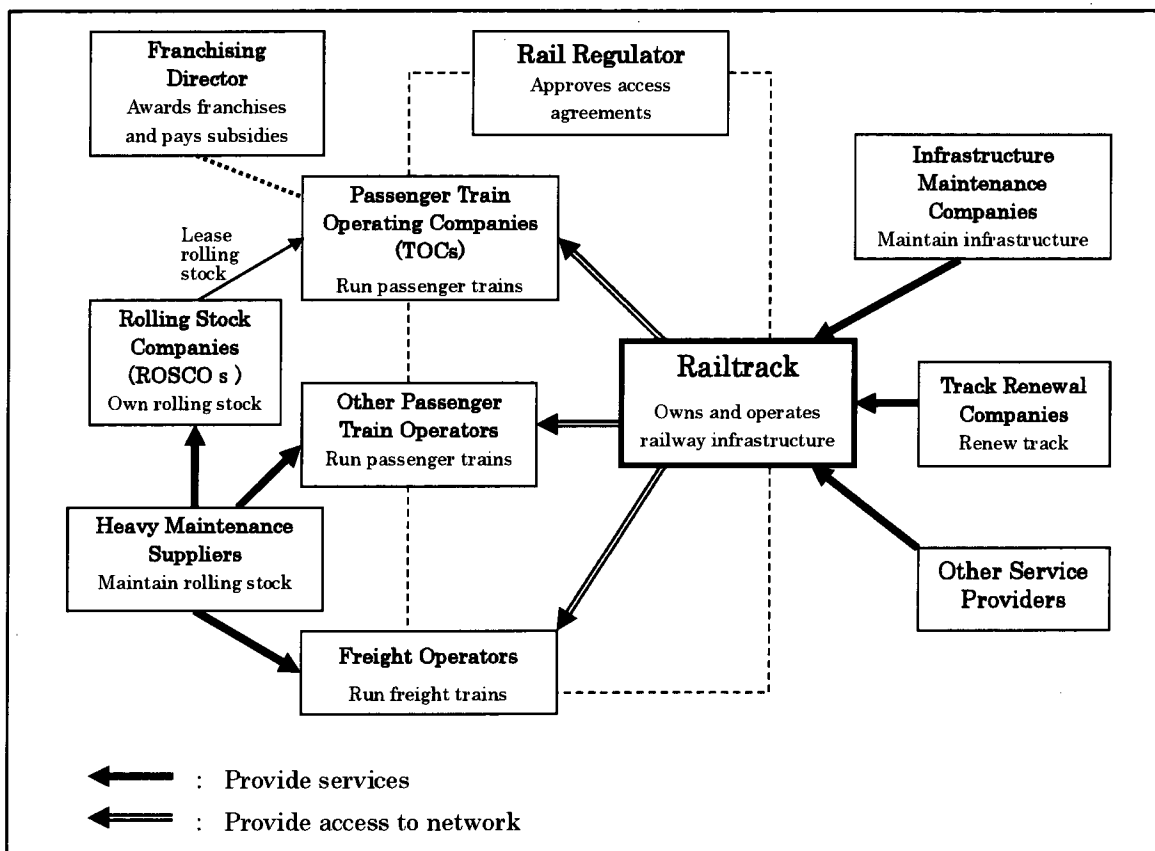 Franchising
Director
Awards franchises
and pays subsidies
Rail Regulator
Approves access
agreements
Infrastructure
Maintenance
Companies
Maintain infrastructure
Passenger Train
Operating Companies
(TOCs)
Run passenger trains
Lease
rolling
stock
Rolling Stock
Companies
(ROSCO s )
Own rolling stock
Railtrack
Owns and operates
railway infrastructure
Track Renewal
Companies
Renew track
Other Passenger
Train Operators
Run passenger trains
Heavy Maintenance
Suppliers
Maintain rolling stock
Other Service
Providers
Freight Operators
Run freight trains
: Provide services
: Provide access to network